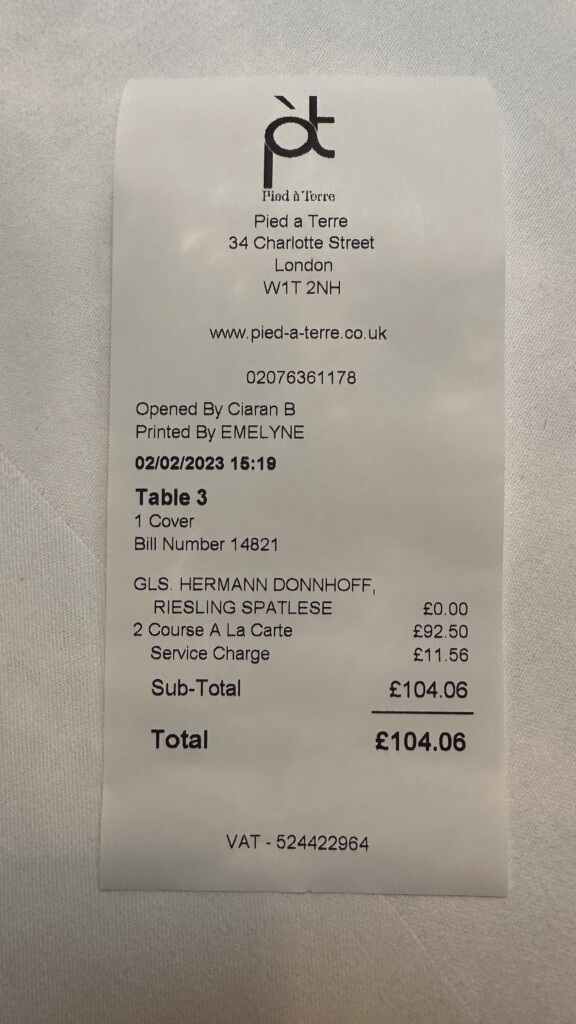 pàt
Pied à Terre
Pied a Terre
34 Charlotte Street
London
W1T 2NH
www.pied-a-terre.co.uk
02076361178
Opened By Ciaran B
Printed By EMELYNE
02/02/2023 15:19
Table 3
1 Cover
Bill Number 14821
GLS. HERMANN DONNHOFF,
RIESLING SPATLESE £0.00
2 Course A La Carte £92.50
Service Charge £11.56
Sub-Total £104.06
Total £104.06
VAT - 524422964